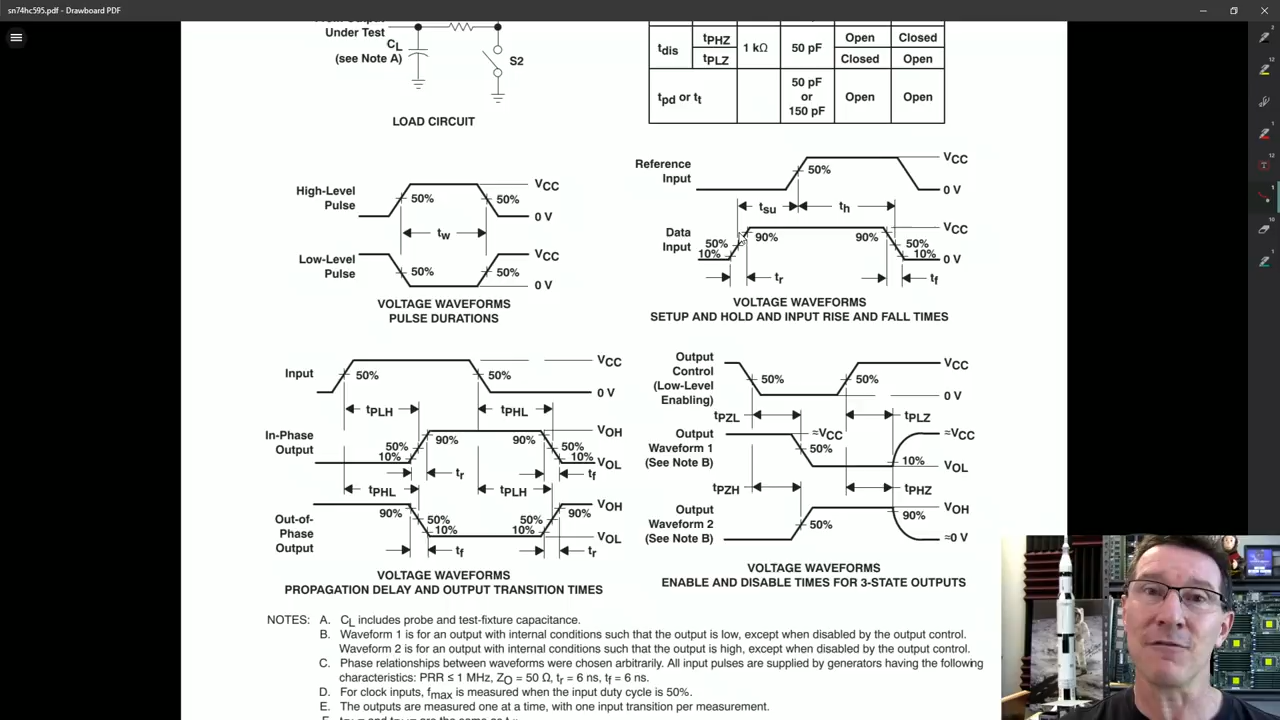 sn74hc595.pdf - Drawboard PDF
Under Test
CL
(see Note A)
S2
LOAD CIRCUIT
tdis
tPHZ
1 kΩ
50 pF
Open
Closed
tPLZ
Closed
Open
tpd or tt
50 pF
or
150 pF
Open
Open
High-Level
Pulse
50%
50%
VCC
0 V
tw
Low-Level
Pulse
50%
50%
VCC
0 V
VOLTAGE WAVEFORMS
PULSE DURATIONS
Reference
Input
50%
VCC
0 V
tsu
th
Data
Input
50%
10%
90%
90%
50%
10%
VCC
0 V
tr
tf
VOLTAGE WAVEFORMS
SETUP AND HOLD AND INPUT RISE AND FALL TIMES
Input
50%
50%
VCC
0 V
tPLH
tPHL
In-Phase
Output
50%
10%
90%
90%
50%
10%
VOH
VOL
tr
tf
tPHL
tPLH
Out-of-
Phase
Output
90%
50%
10%
10%
50%
90%
VOH
VOL
tf
tr
VOLTAGE WAVEFORMS
PROPAGATION DELAY AND OUTPUT TRANSITION TIMES
Output
Control
(Low-Level
Enabling)
50%
50%
VCC
0 V
tPZL
tPLZ
Output
Waveform 1
(See Note B)
≈VCC
50%
≈VCC
10%
VOL
tPZH
tPHZ
Output
Waveform 2
(See Note B)
50%
VOH
90%
≈0 V
VOLTAGE WAVEFORMS
ENABLE AND DISABLE TIMES FOR 3-STATE OUTPUTS
NOTES: A. CL includes probe and test-fixture capacitance.
B. Waveform 1 is for an output with internal conditions such that the output is low, except when disabled by the output control.
Waveform 2 is for an output with internal conditions such that the output is high, except when disabled by the output control.
C. Phase relationships between waveforms were chosen arbitrarily. All input pulses are supplied by generators having the following
characteristics: PRR ≤ 1 MHz, ZO = 50 Ω, tr = 6 ns, tf = 6 ns.
D. For clock inputs, fmax is measured when the input duty cycle is 50%.
E. The outputs are measured one at a time, with one input transition per measurement.